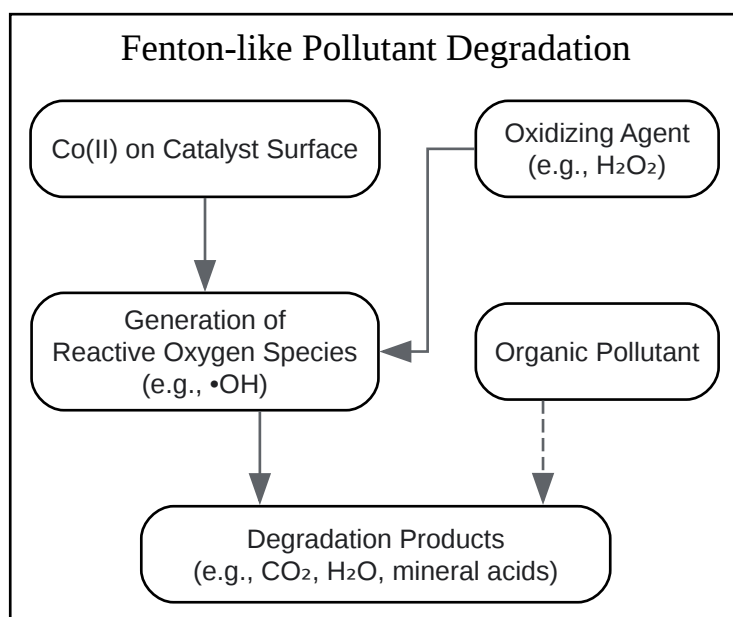 Fenton-like Pollutant Degradation
Co(II) on Catalyst Surface
Oxidizing Agent
(e.g., H₂O₂)
Generation of
Reactive Oxygen Species
(e.g., •OH)
Organic Pollutant
Degradation Products
(e.g., CO₂, H₂O, mineral acids)